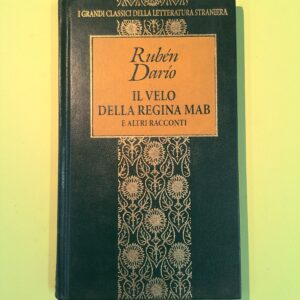 I GRANDI CLASSICI DELLA LETTERATURA STRANIERA
Rubén
Darío
IL VELO
DELLA REGINA MAB
E ALTRI RACCONTI